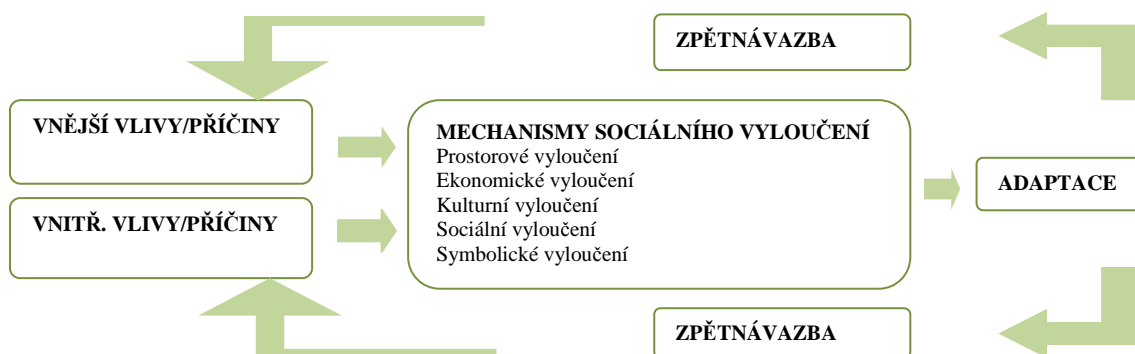 ZPĚTNÁVAZBA
VNĚJŠÍ VLIVY/PŘÍČINY
MECHANISMY SOCIÁLNÍHO VYLOUČENÍ
Prostorové vyloučení
Ekonomické vyloučení
Kulturní vyloučení
Sociální vyloučení
Symbolické vyloučení
ADAPTACE
VNITŘ. VLIVY/PŘÍČINY
ZPĚTNÁVAZBA